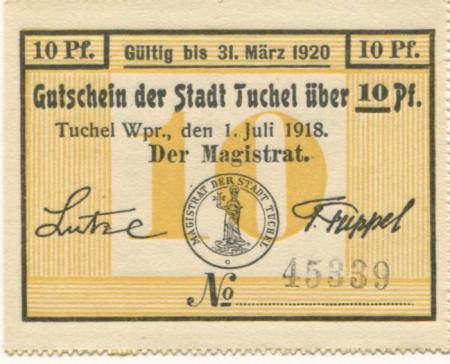 10 Pf. Gültig bis 31. März 1920 10 Pf.
Gutschein der Stadt Tuchel über 10 Pf.
Tuchel Wpr., den 1. Juli 1918.
Der Magistrat.
10
MAGISTRAT DER STADT TUCHEL
No 45339